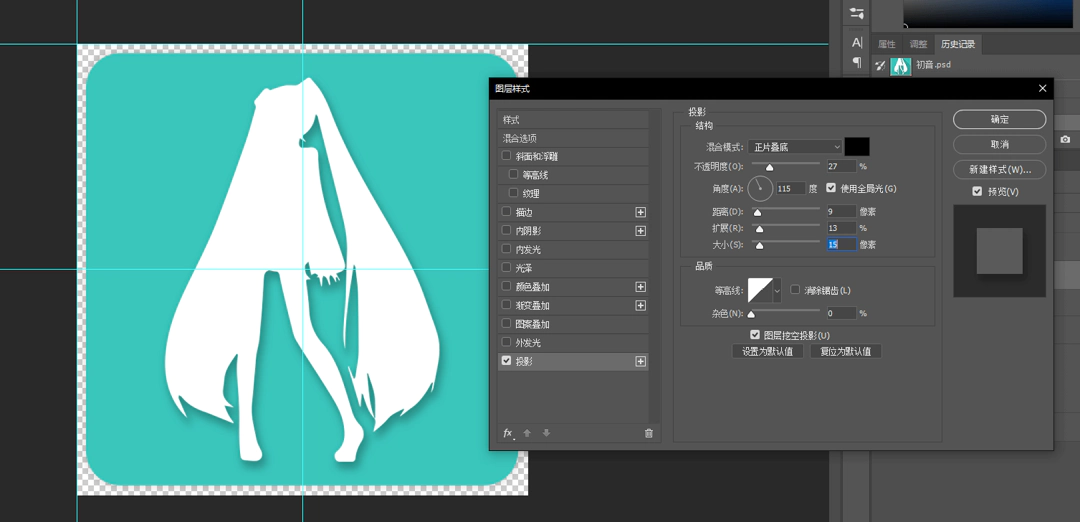 A|
¶
属性 调整 历史记录
初音.psd
图层样式
样式
混合选项
斜面和浮雕
等高线
纹理
描边
内阴影
内发光
光泽
颜色叠加
渐变叠加
图案叠加
外发光
投影
fx
投影
结构
混合模式: 正片叠底
不透明度(O): 27 %
角度(A): 115 度 使用全局光(G)
距离(D): 9 像素
扩展(R): 13 %
大小(S): 15 像素
品质
等高线: 消除锯齿(L)
杂色(N): 0 %
图层挖空投影(U)
设置为默认值 复位为默认值
确定
取消
新建样式(W)...
预览(V)